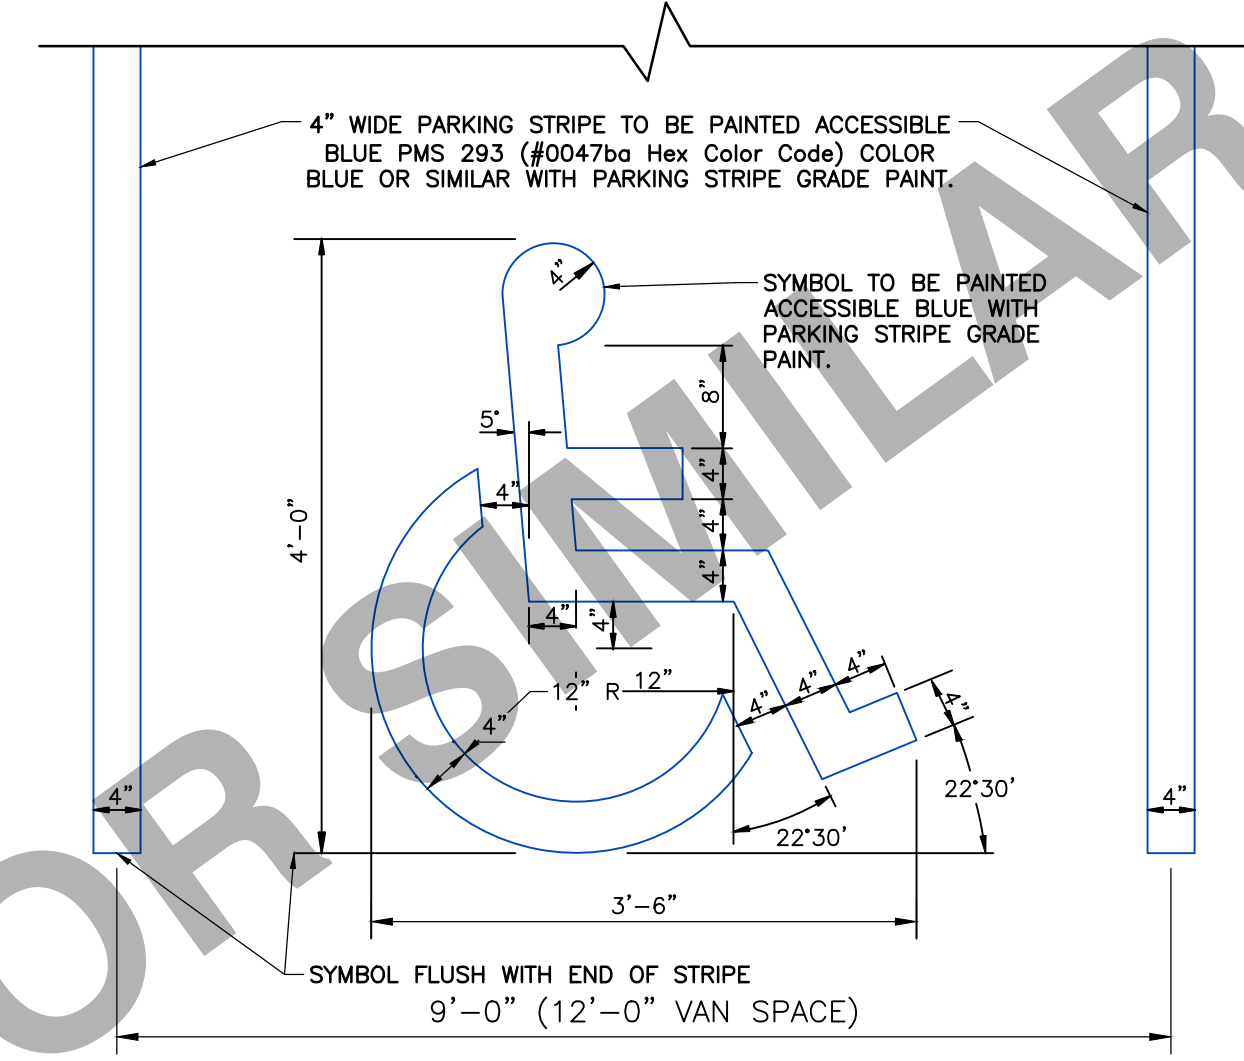 4” WIDE PARKING STRIPE TO BE PAINTED ACCESSIBLE
BLUE PMS 293 (#0047ba Hex Color Code) COLOR
BLUE OR SIMILAR WITH PARKING STRIPE GRADE PAINT.
4”
SYMBOL TO BE PAINTED
ACCESSIBLE BLUE WITH
PARKING STRIPE GRADE
PAINT.
8”
5°
4”
4”
4’-0”
4”
4”
4”
4”
12” R
12”
4”
4”
4”
4”
4”
22°30’
22°30’
4”
4”
3’-6”
SYMBOL FLUSH WITH END OF STRIPE
9’-0” (12’-0” VAN SPACE)
OR SIMILAR